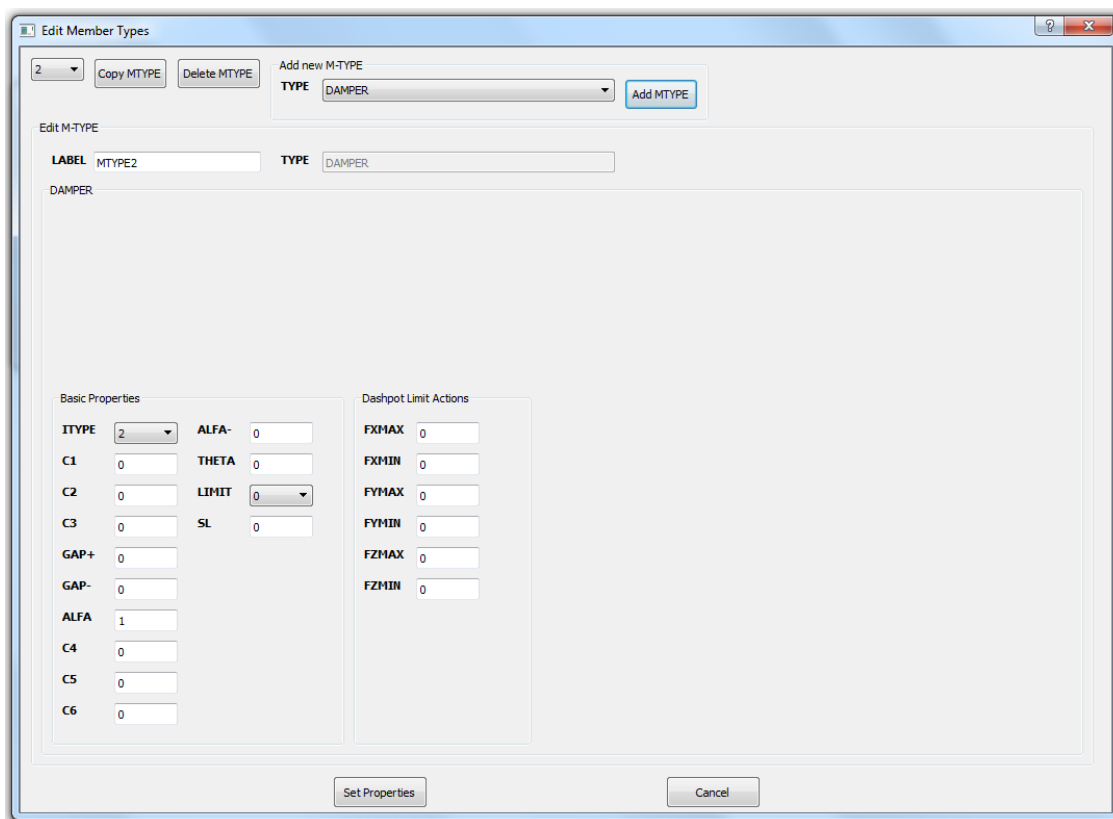 Edit Member Types
2 Copy MTYPE Delete MTYPE
Add new M-TYPE
TYPE DAMPER Add MTYPE
Edit M-TYPE
LABEL MTYPE2 TYPE DAMPER
DAMPER
Basic Properties Dashpot Limit Actions
ITYPE 2 ALFA- 0 FXMAX 0
C1 0 THETA 0 FXMIN 0
C2 0 LIMIT 0 FYMAX 0
C3 0 SL 0 FYMIN 0
GAP+ 0 FZMAX 0
GAP- 0 FZMIN 0
ALFA 1
C4 0
C5 0
C6 0
Set Properties Cancel